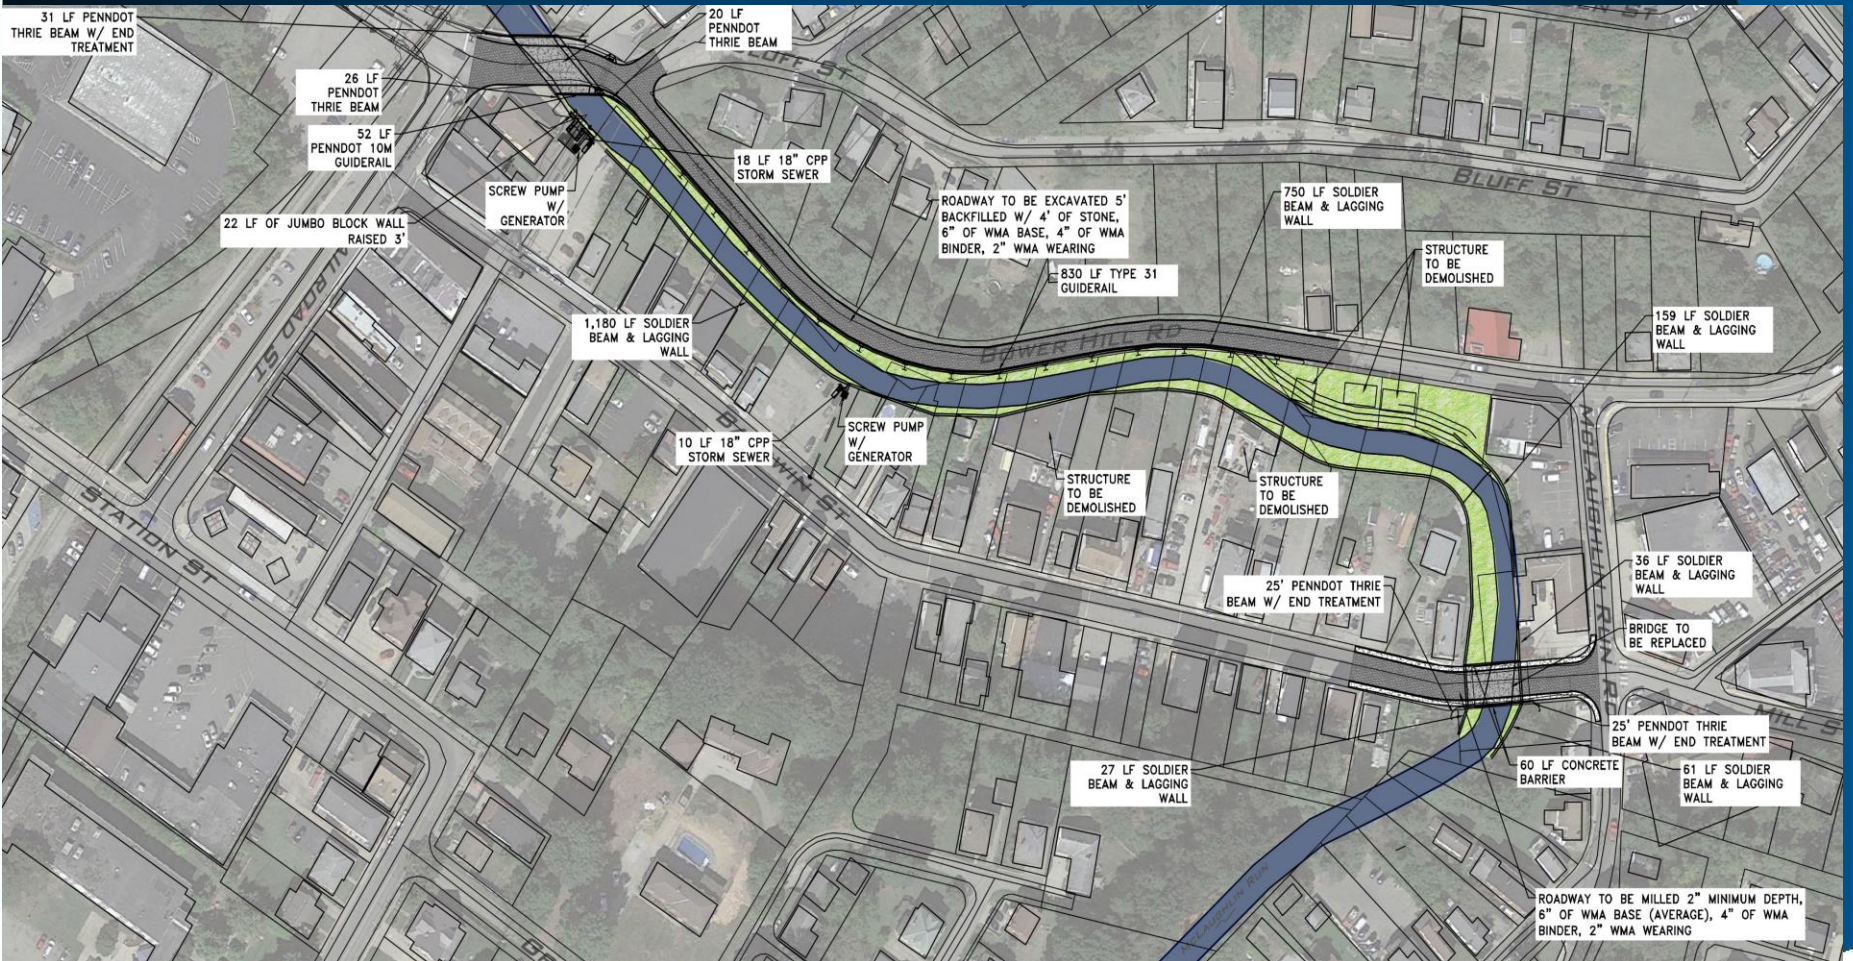 31 LF PENNDOT
THRIE BEAM W/ END
TREATMENT
20 LF
PENNDOT
THRIE BEAM
26 LF
PENNDOT
THRIE BEAM
52 LF
PENNDOT 10M
GUIDERAIL
BLUFF ST
18 LF 18" CPP
STORM SEWER
SCREW PUMP
W/
GENERATOR
22 LF OF JUMBO BLOCK WALL
RAISED 3'
ROADWAY TO BE EXCAVATED 5'
BACKFILLED W/ 4' OF STONE,
6" OF WMA BASE, 4" OF WMA
BINDER, 2" WMA WEARING
750 LF SOLDIER
BEAM & LAGGING
WALL
BLUFF ST
STRUCTURE
TO BE
DEMOLISHED
830 LF TYPE 31
GUIDERAIL
1,180 LF SOLDIER
BEAM & LAGGING
WALL
RAILROAD ST
BOWER HILL RD
159 LF SOLDIER
BEAM & LAGGING
WALL
10 LF 18" CPP
STORM SEWER
SCREW PUMP
W/
GENERATOR
STRUCTURE
TO BE
DEMOLISHED
STRUCTURE
TO BE
DEMOLISHED
MCLAUGHLIN RUN RD
STATION ST
36 LF SOLDIER
BEAM & LAGGING
WALL
25' PENNDOT THRIE
BEAM W/ END TREATMENT
BRIDGE TO
BE REPLACED
MILL S
25' PENNDOT THRIE
BEAM W/ END TREATMENT
27 LF SOLDIER
BEAM & LAGGING
WALL
60 LF CONCRETE
BARRIER
61 LF SOLDIER
BEAM & LAGGING
WALL
MCLAUGHLIN RUN
ROADWAY TO BE MILLED 2" MINIMUM DEPTH,
6" OF WMA BASE (AVERAGE), 4" OF WMA
BINDER, 2" WMA WEARING